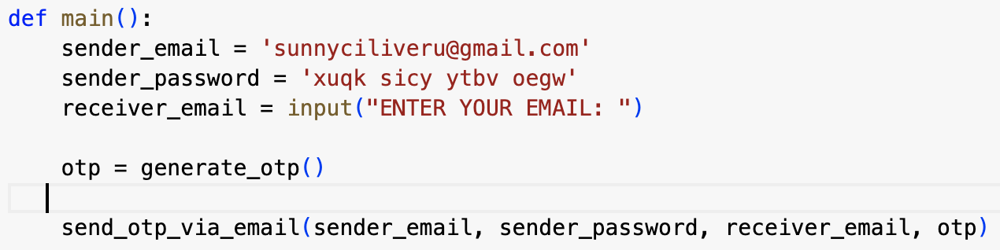 def main():
    sender_email = 'sunnyciliveru@gmail.com'
    sender_password = 'xuqk sicy ytbv oegw'
    receiver_email = input("ENTER YOUR EMAIL: ")
    otp = generate_otp()
    send_otp_via_email(sender_email, sender_password, receiver_email, otp)